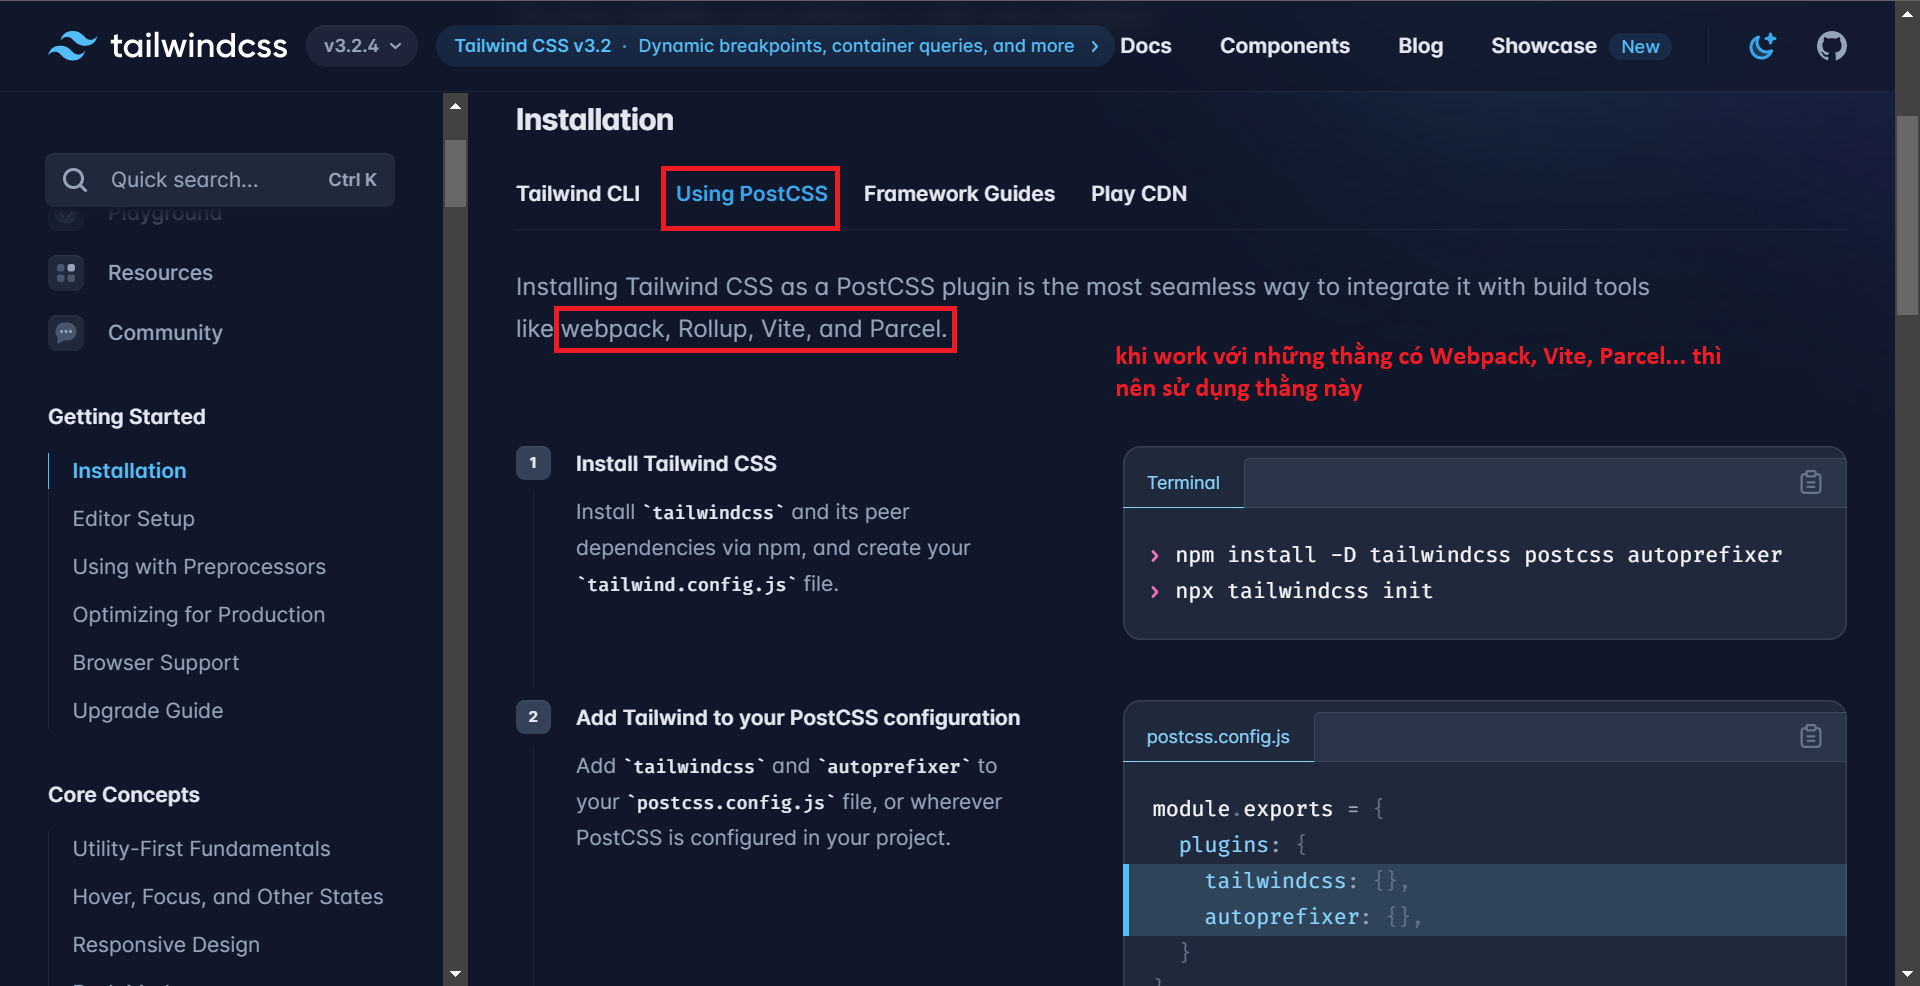 tailwindcss
v3.2.4
Tailwind CSS v3.2 · Dynamic breakpoints, container queries, and more
Docs
Components
Blog
Showcase
New
Quick search...
Ctrl K
Playground
Resources
Community
Getting Started
Installation
Editor Setup
Using with Preprocessors
Optimizing for Production
Browser Support
Upgrade Guide
Core Concepts
Utility-First Fundamentals
Hover, Focus, and Other States
Responsive Design
Installation
Tailwind CLI
Using PostCSS
Framework Guides
Play CDN
Installing Tailwind CSS as a PostCSS plugin is the most seamless way to integrate it with build tools
like webpack, Rollup, Vite, and Parcel.
khi work với những thằng có Webpack, Vite, Parcel... thì
nên sử dụng thằng này
1
Install Tailwind CSS
Install `tailwindcss` and its peer
dependencies via npm, and create your
`tailwind.config.js` file.
Terminal
› npm install -D tailwindcss postcss autoprefixer
› npx tailwindcss init
2
Add Tailwind to your PostCSS configuration
Add `tailwindcss` and `autoprefixer` to
your `postcss.config.js` file, or wherever
PostCSS is configured in your project.
postcss.config.js
module.exports = {
plugins: {
tailwindcss: {},
autoprefixer: {},
}